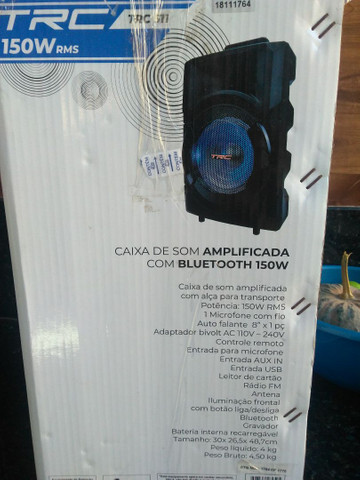 TRC
TRC 511
18111764
150W RMS
TRC
CAIXA DE SOM AMPLIFICADA
COM BLUETOOTH 150W
Caixa de som amplificada
com alça para transporte
Potência: 150W RMS
1 Microfone com fio
Auto falante 8" x 1 pç
Adaptador bivolt AC 110V – 240V
Controle remoto
Entrada para microfone
Entrada AUX IN
Entrada USB
Leitor de cartão
Rádio FM
Antena
Iluminação frontal
com botão liga/desliga
Bluetooth
Gravador
Bateria interna recarregável
Tamanho: 30x 26,5x 48,7cm
Peso líquido: 4 kg
Peso Bruto: 4,50 kg